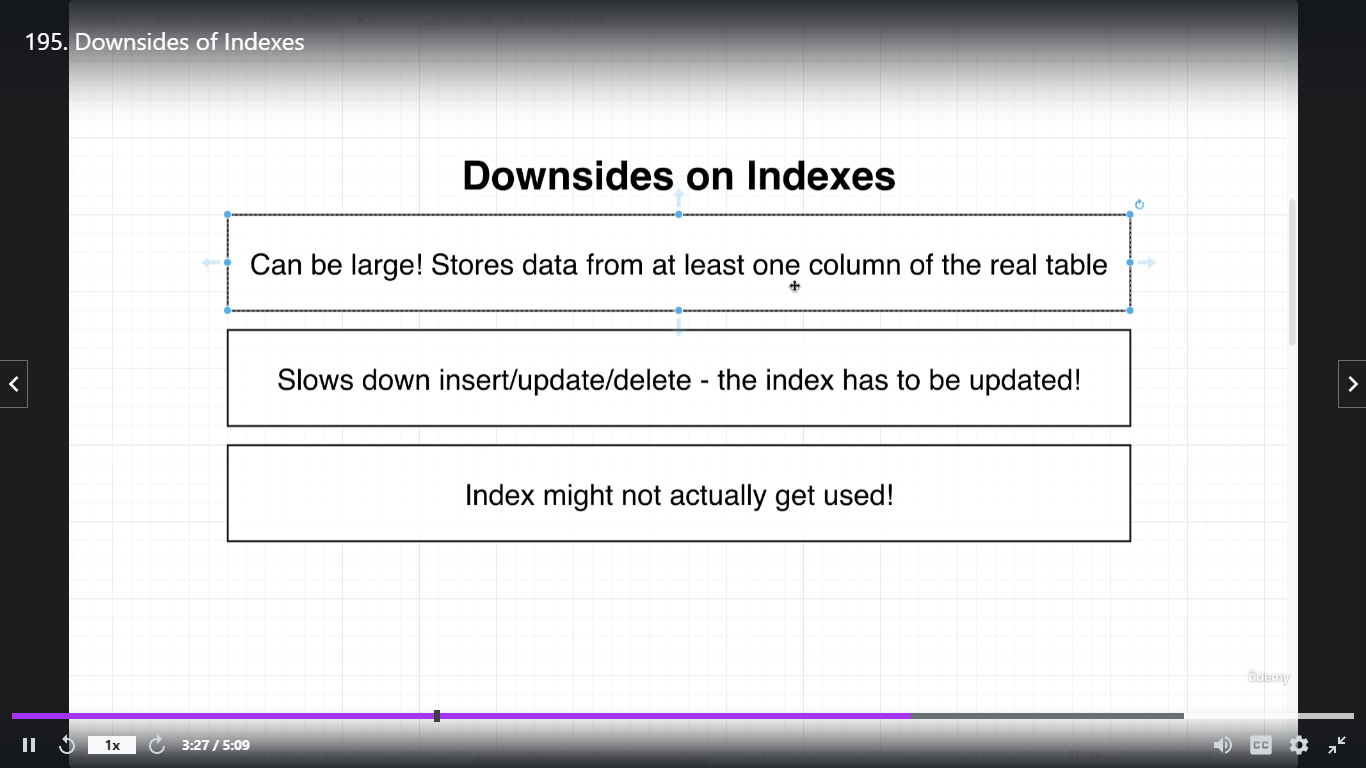 195. Downsides of Indexes
Downsides on Indexes
Can be large! Stores data from at least one column of the real table
Slows down insert/update/delete - the index has to be updated!
Index might not actually get used!
ûdemy
1x
3:27 / 5:09
CC